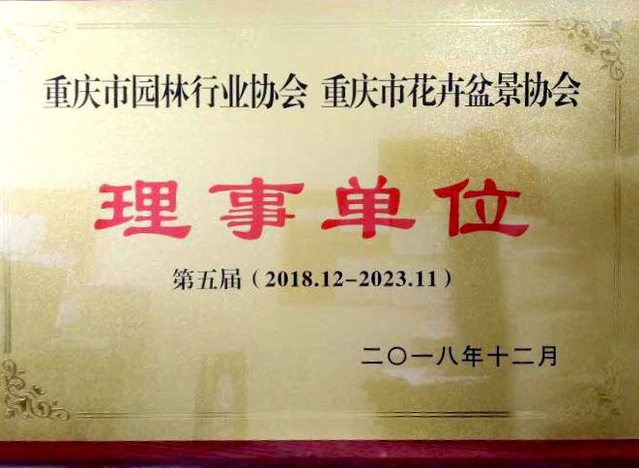 重庆市园林行业协会 重庆市花卉盆景协会
理事单位
第五届(2018.12-2023.11)
二〇一八年十二月